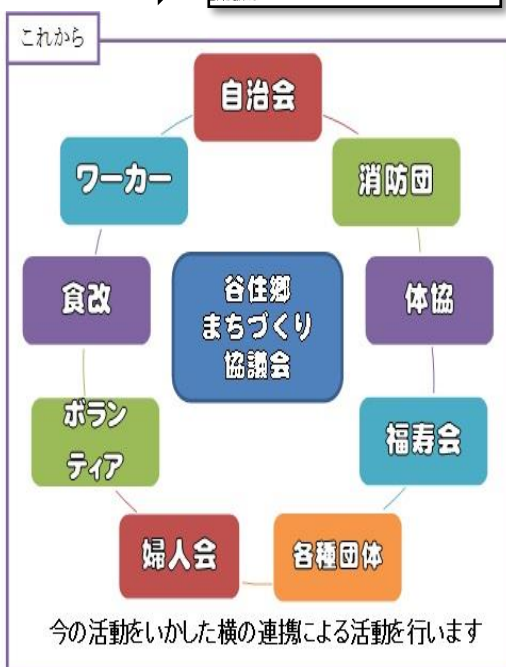 これから
自治会
ワーカー
消防団
食改
谷住郷
まちづくり
協議会
体協
ボラン
ティア
福寿会
婦人会
各種団体
今の活動をいかした横の連携による活動を行います